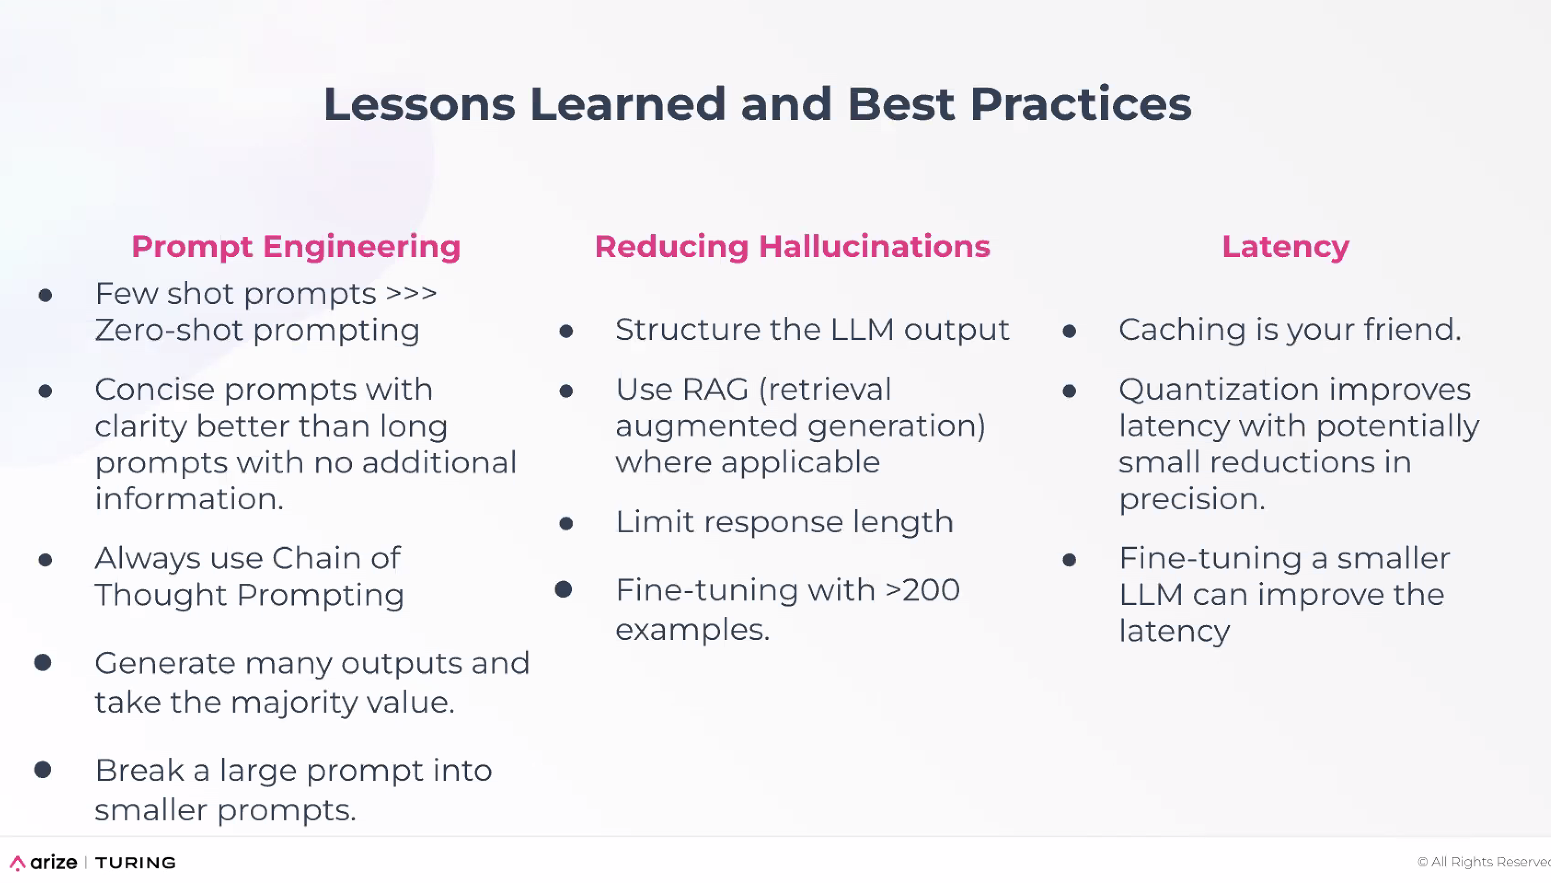 Lessons Learned and Best Practices
Prompt Engineering
● Few shot prompts >>>
Zero-shot prompting
● Concise prompts with
clarity better than long
prompts with no additional
information.
● Always use Chain of
Thought Prompting
● Generate many outputs and
take the majority value.
● Break a large prompt into
smaller prompts.
Reducing Hallucinations
● Structure the LLM output
● Use RAG (retrieval
augmented generation)
where applicable
● Limit response length
● Fine-tuning with >200
examples.
Latency
● Caching is your friend.
● Quantization improves
latency with potentially
small reductions in
precision.
● Fine-tuning a smaller
LLM can improve the
latency
arize | TURING
© All Rights Reserved